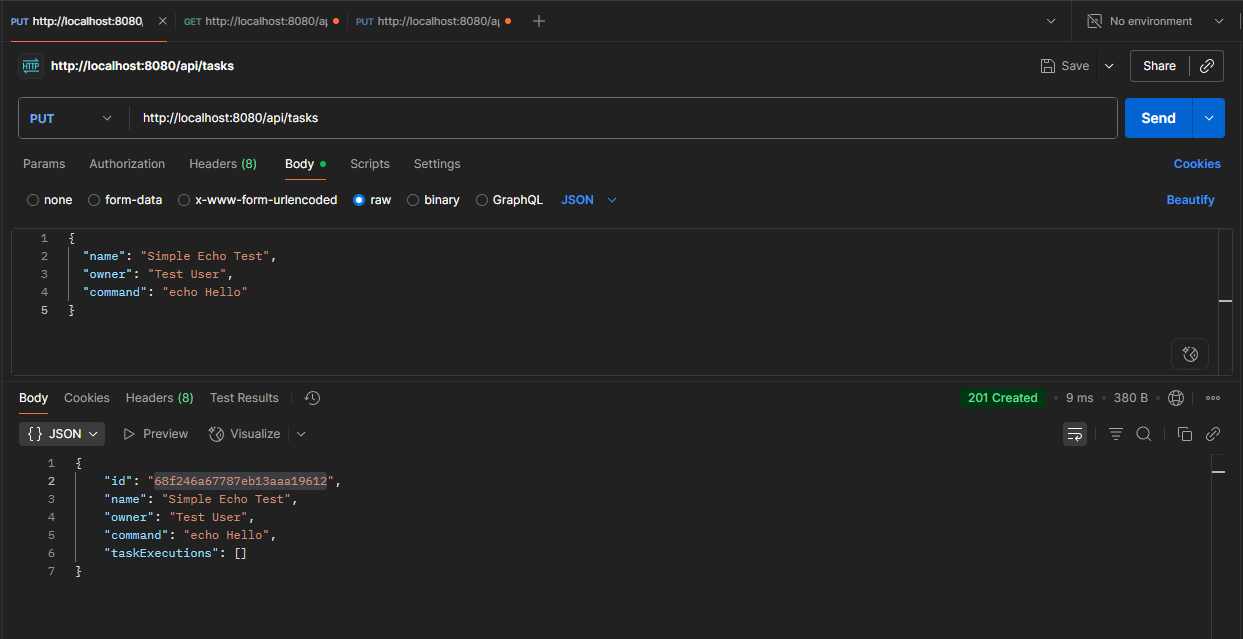 PUT http://localhost:8080/
GET http://localhost:8080/a
PUT http://localhost:8080/a
No environment
HTTP http://localhost:8080/api/tasks
Save
Share
PUT http://localhost:8080/api/tasks
Send
Params Authorization Headers (8) Body Scripts Settings
Cookies
none form-data x-www-form-urlencoded raw binary GraphQL JSON
Beautify
1 {
2 "name": "Simple Echo Test",
3 "owner": "Test User",
4 "command": "echo Hello"
5 }
Body Cookies Headers (8) Test Results
201 Created • 9 ms • 380 B •
{} JSON Preview Visualize
1 {
2 "id": "68f246a67787eb13aaa19612",
3 "name": "Simple Echo Test",
4 "owner": "Test User",
5 "command": "echo Hello",
6 "taskExecutions": []
7 }